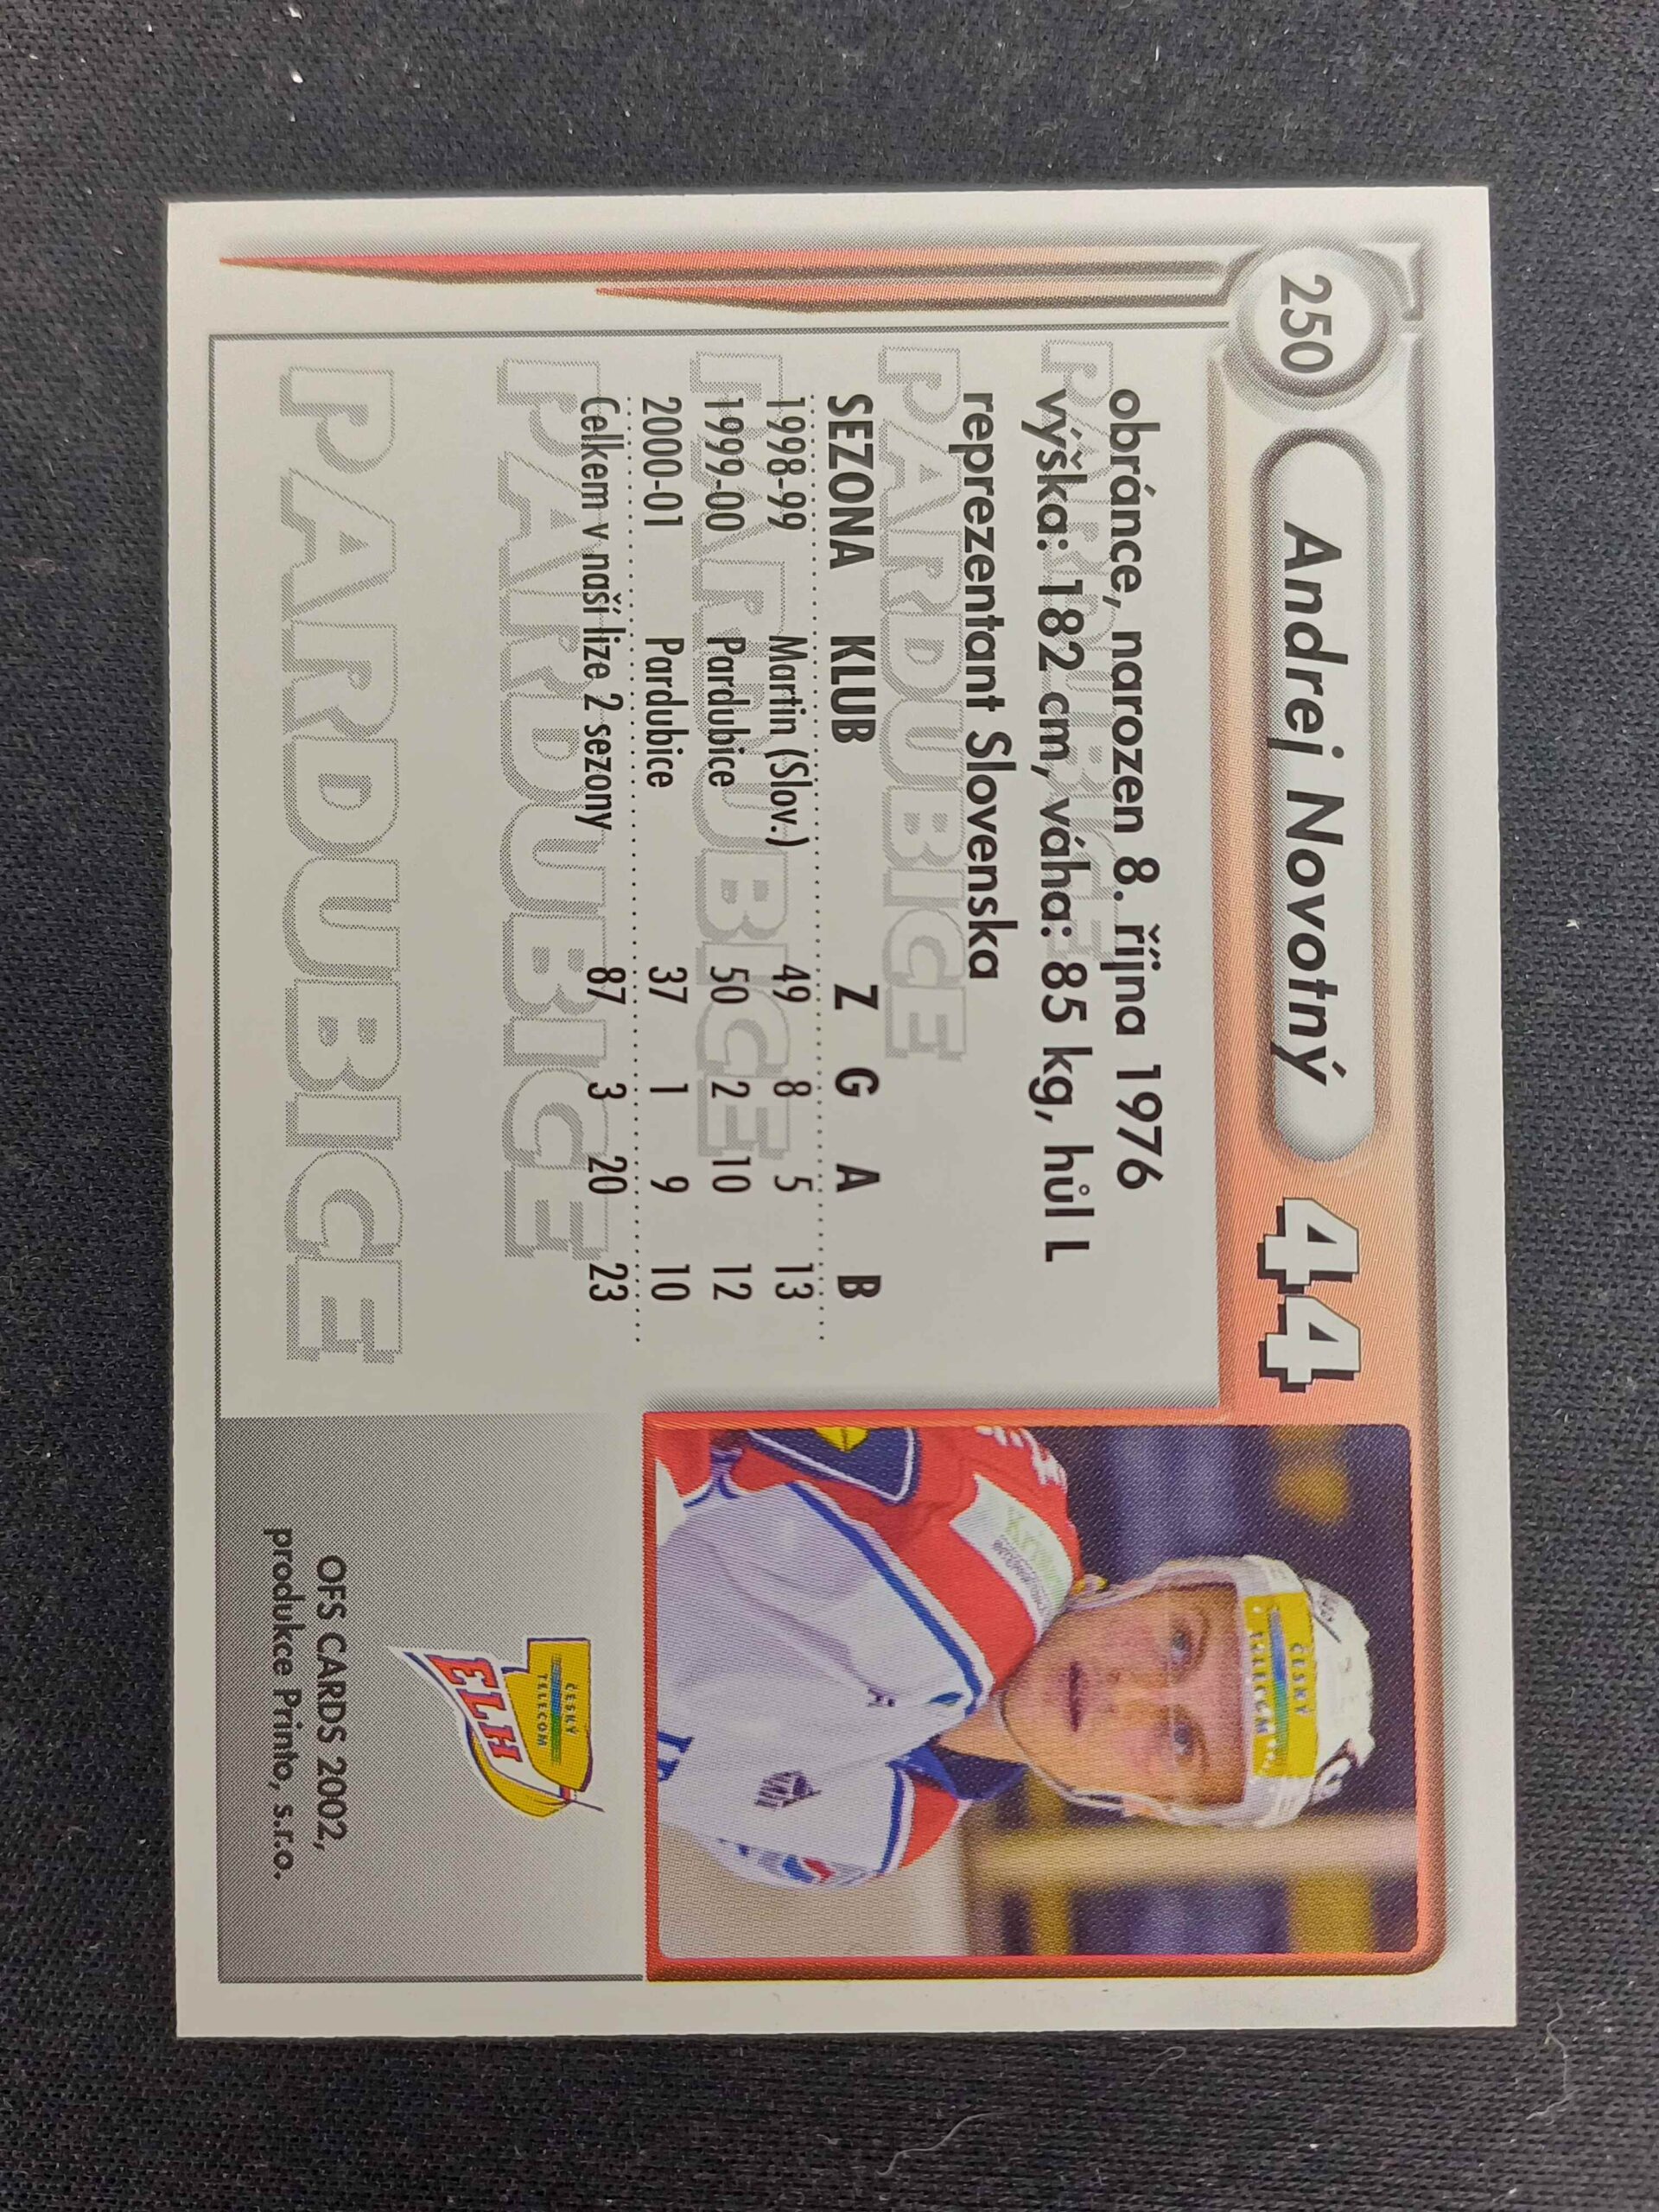 250
Andrej Novotný
44
obránce, narozen 8. října 1976
výška: 182 cm, váha: 85 kg, hůl L
reprezentant Slovenska
SEZONA KLUB Z G A B
1998-99 Martin (Slov.) 49 8 5 13
1999-00 Pardubice 50 2 10 12
2000-01 Pardubice 37 1 9 10
Celkem v naší lize 2 sezony 87 3 20 23
PARDUBICE
PARDUBICE
PARDUBICE
PARDUBICE
PARDUBICE
ČESKÝ
TELECOM
ČESKÝ
TELECOM
ELH
OFS CARDS 2002,
produkce Printo, s.r.o.